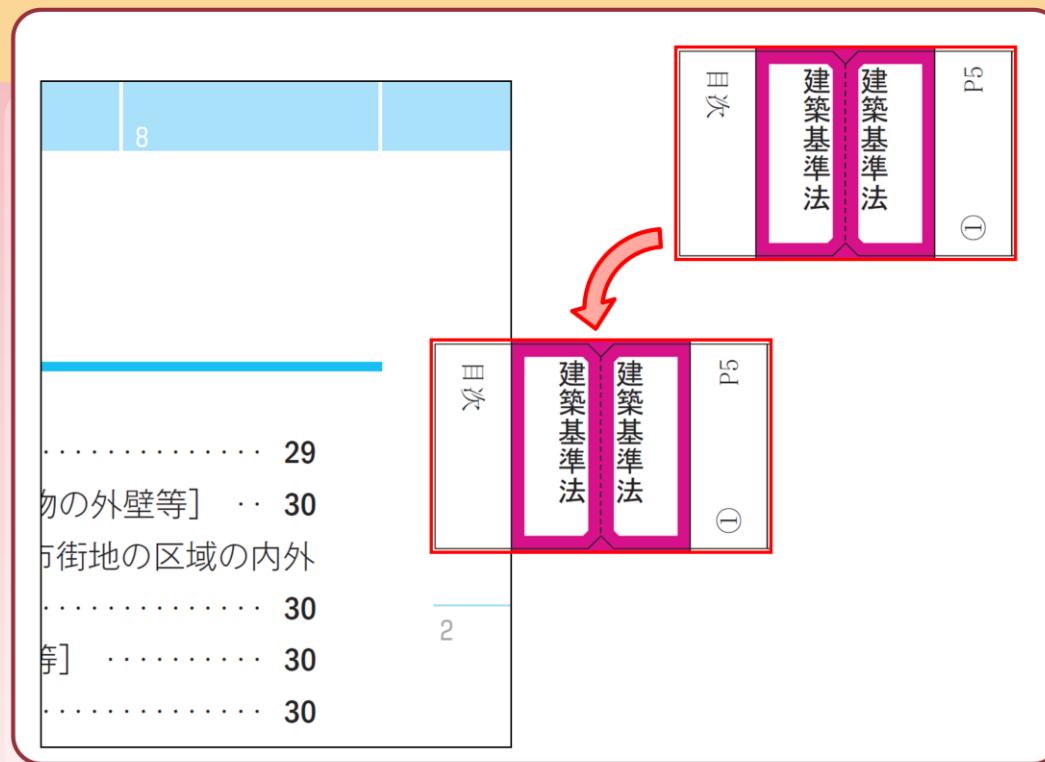 8
29
物の外壁等] ‥ 30
市街地の区域の内外
30
等] ·········· 30
30
2
目次
建築基準法
建築基準法
P5
①
目次
建築基準法
建築基準法
P5
①